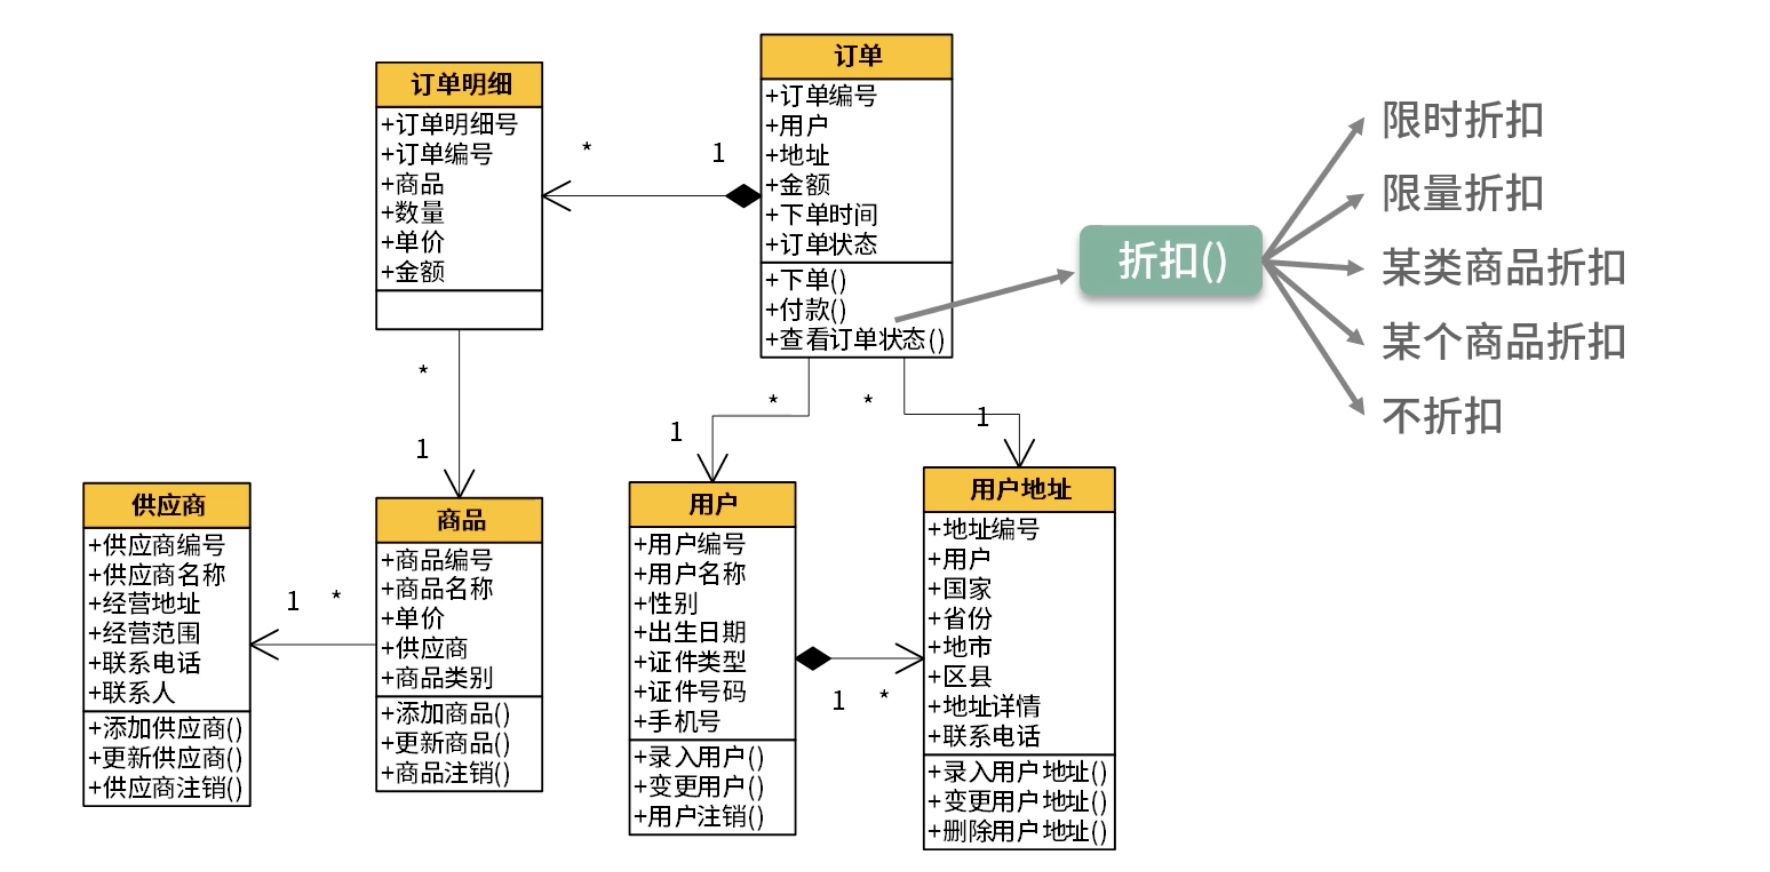 订单明细
+订单明细号
+订单编号
+商品
+数量
+单价
+金额
*
1
订单
+订单编号
+用户
+地址
+金额
+下单时间
+订单状态
+下单()
+付款()
+查看订单状态()
折扣()
限时折扣
限量折扣
某类商品折扣
某个商品折扣
不折扣
*
1
*
1
*
1
供应商
+供应商编号
+供应商名称
+经营地址
+经营范围
+联系电话
+联系人
+添加供应商()
+更新供应商()
+供应商注销()
1
*
商品
+商品编号
+商品名称
+单价
+供应商
+商品类别
+添加商品()
+更新商品()
+商品注销()
用户
+用户编号
+用户名称
+性别
+出生日期
+证件类型
+证件号码
+手机号
+录入用户()
+变更用户()
+用户注销()
1
*
用户地址
+地址编号
+用户
+国家
+省份
+地市
+区县
+地址详情
+联系电话
+录入用户地址()
+变更用户地址()
+删除用户地址()